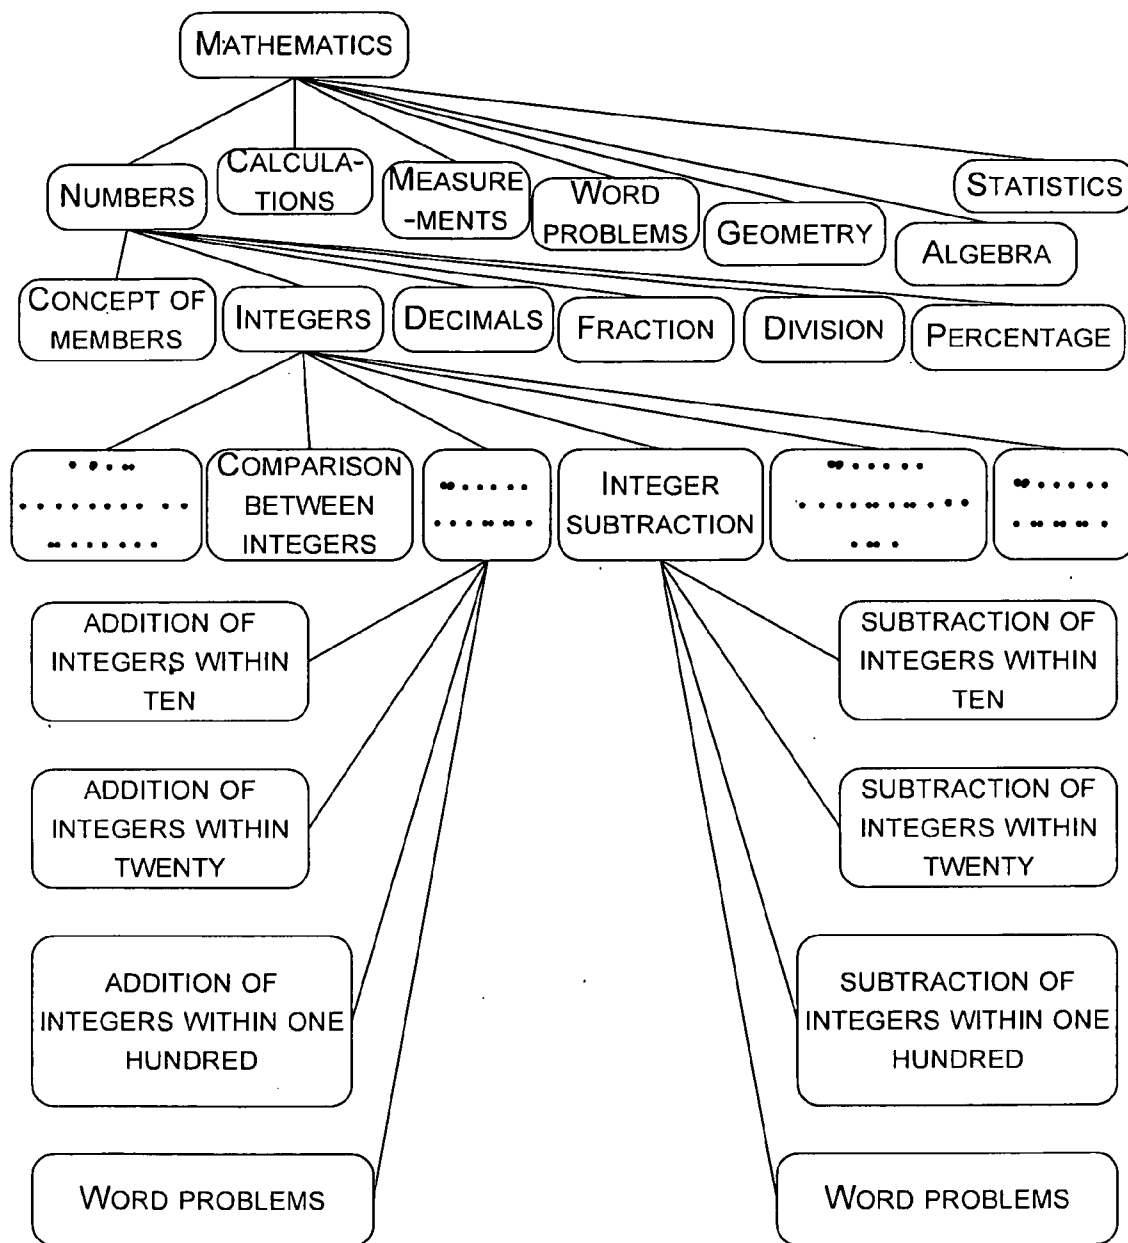 MATHEMATICS
NUMBERS
CALCULA-
TIONS
MEASURE
-MENTS
WORD
PROBLEMS
GEOMETRY
ALGEBRA
STATISTICS
CONCEPT OF
MEMBERS
INTEGERS
DECIMALS
FRACTION
DIVISION
PERCENTAGE
COMPARISON
BETWEEN
INTEGERS
INTEGER
SUBTRACTION
ADDITION OF
INTEGERS WITHIN
TEN
SUBTRACTION OF
INTEGERS WITHIN
TEN
ADDITION OF
INTEGERS WITHIN
TWENTY
SUBTRACTION OF
INTEGERS WITHIN
TWENTY
ADDITION OF
INTEGERS WITHIN ONE
HUNDRED
SUBTRACTION OF
INTEGERS WITHIN ONE
HUNDRED
WORD PROBLEMS
WORD PROBLEMS